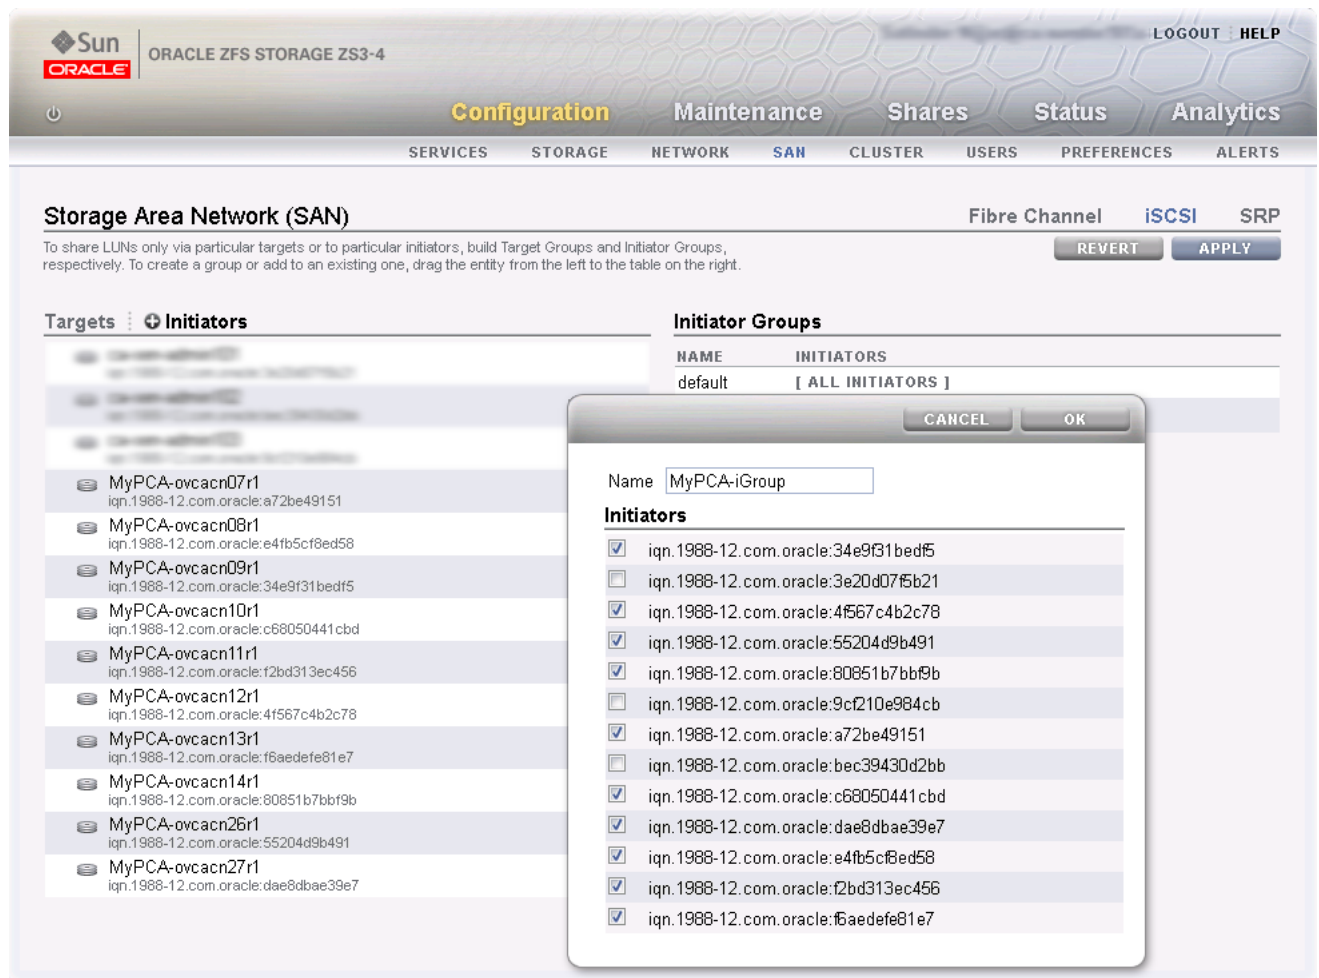 Sun
ORACLE
ORACLE ZFS STORAGE ZS3-4
LOGOUT HELP
Configuration Maintenance Shares Status Analytics
SERVICES STORAGE NETWORK SAN CLUSTER USERS PREFERENCES ALERTS
Storage Area Network (SAN)
Fibre Channel iSCSI SRP
To share LUNs only via particular targets or to particular initiators, build Target Groups and Initiator Groups,
respectively. To create a group or add to an existing one, drag the entity from the left to the table on the right.
REVERT APPLY
Targets Initiators
MyPCA-ovcacn07r1
iqn.1988-12.com.oracle:a72be49151
MyPCA-ovcacn08r1
iqn.1988-12.com.oracle:e4fb5cf8ed58
MyPCA-ovcacn09r1
iqn.1988-12.com.oracle:34e9f31bedf5
MyPCA-ovcacn10r1
iqn.1988-12.com.oracle:c68050441cbd
MyPCA-ovcacn11r1
iqn.1988-12.com.oracle:f2bd313ec456
MyPCA-ovcacn12r1
iqn.1988-12.com.oracle:4f567c4b2c78
MyPCA-ovcacn13r1
iqn.1988-12.com.oracle:f6aedefe81e7
MyPCA-ovcacn14r1
iqn.1988-12.com.oracle:80851b7bbf9b
MyPCA-ovcacn26r1
iqn.1988-12.com.oracle:55204d9b491
MyPCA-ovcacn27r1
iqn.1988-12.com.oracle:dae8dbae39e7
Initiator Groups
NAME INITIATORS
default [ ALL INITIATORS ]
CANCEL OK
Name MyPCA-iGroup
Initiators
iqn.1988-12.com.oracle:34e9f31bedf5
iqn.1988-12.com.oracle:3e20d07f5b21
iqn.1988-12.com.oracle:4f567c4b2c78
iqn.1988-12.com.oracle:55204d9b491
iqn.1988-12.com.oracle:80851b7bbf9b
iqn.1988-12.com.oracle:9cf210e984cb
iqn.1988-12.com.oracle:a72be49151
iqn.1988-12.com.oracle:bec39430d2bb
iqn.1988-12.com.oracle:c68050441cbd
iqn.1988-12.com.oracle:dae8dbae39e7
iqn.1988-12.com.oracle:e4fb5cf8ed58
iqn.1988-12.com.oracle:f2bd313ec456
iqn.1988-12.com.oracle:f6aedefe81e7